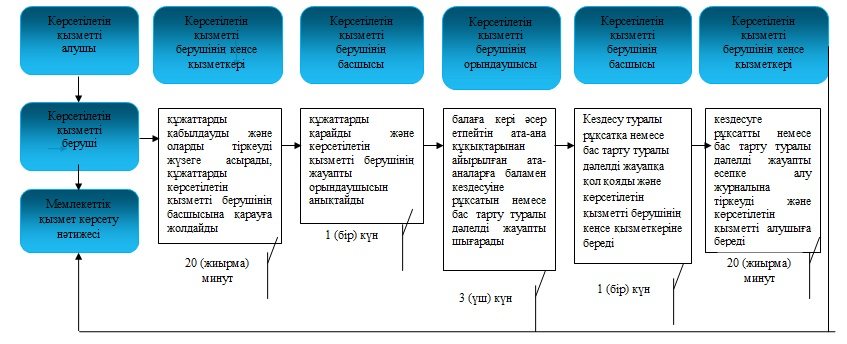 Көрсетілетін
қызметті
алушы
Көрсетілетін
қызметті
берушінің кеңсе
қызметкері
Көрсетілетін
қызметті
берушінің
басшысы
Көрсетілетін
қызметті
берушінің
орындаушысы
Көрсетілетін
қызметті
берушінің
басшысы
Көрсетілетін
қызметті
берушінің кеңсе
қызметкері
Көрсетілетін
қызметті
беруші
Мемлекеттік
қызмет көрсету
нәтижесі
құжаттарды
қабылдауды және
оларды тіркеуді
жүзеге асырады,
құжаттарды
көрсетілетін
қызметті берушінің
басшысына қарауға
жолдайды
20 (жиырма)
минут
құжаттарды
қарайды және
көрсетілетін
қызметті берушінің
жауапты
орындаушысын
анықтайды
1 (бір) күн
балаға кері әсер
етпейтін ата-ана
құқықтарынан
айырылған ата-
аналарға баламен
кездесуіне
рұқсатын немесе
бас тарту туралы
дәлелді жауапты
шығарады
3 (үш) күн
Кездесу туралы
рұқсатқа немесе
бас тарту туралы
дәлелді жауапқа
қол қояды және
көрсетілетін
қызметті берушінің
кеңсе қызметкеріне
береді
1 (бір) күн
кездесуге
рұқсатты немесе
бас тарту туралы
дәлелді жауапты
есепке алу
журналына
тіркеуді және
көрсетілетін
қызметті алушыға
береді
20 (жиырма)
минут